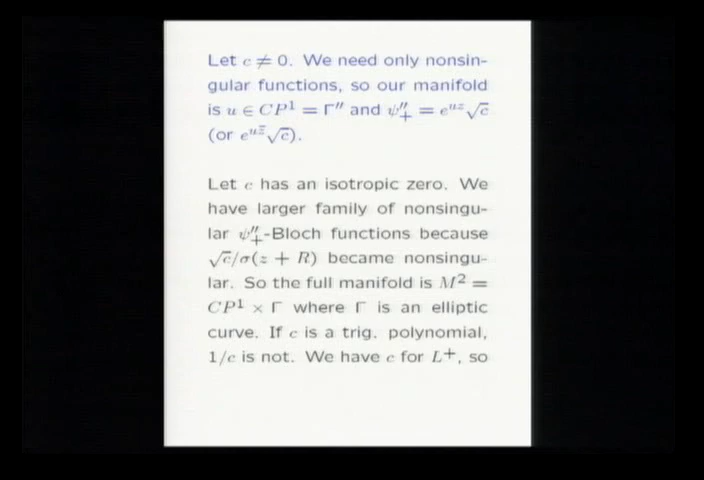 Let c ≠ 0. We need only nonsin-
gular functions, so our manifold
is u ∈ CP¹ = Γ″ and ψ″₊ = e^{uz}√c
(or e^{uz̄}√c̄).
Let c has an isotropic zero. We
have larger family of nonsingu-
lar ψ″₊-Bloch functions because
√c/σ(z + R) became nonsingu-
lar. So the full manifold is M² =
CP¹ × Γ where Γ is an elliptic
curve. If c is a trig. polynomial,
1/c is not. We have c for L⁺, so